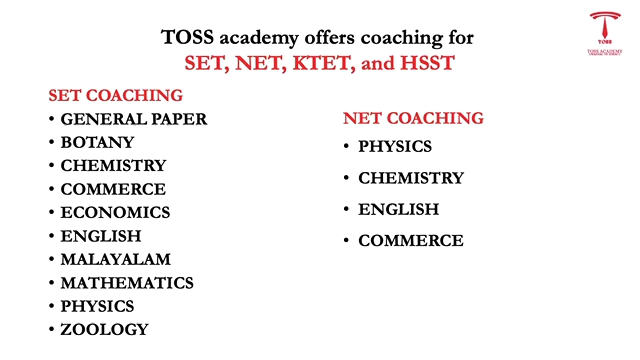 TOSS academy offers coaching for
SET, NET, KTET, and HSST
TOSS
TOSS ACADEMY
SET COACHING
• GENERAL PAPER
• BOTANY
• CHEMISTRY
• COMMERCE
• ECONOMICS
• ENGLISH
• MALAYALAM
• MATHEMATICS
• PHYSICS
• ZOOLOGY
NET COACHING
• PHYSICS
• CHEMISTRY
• ENGLISH
• COMMERCE